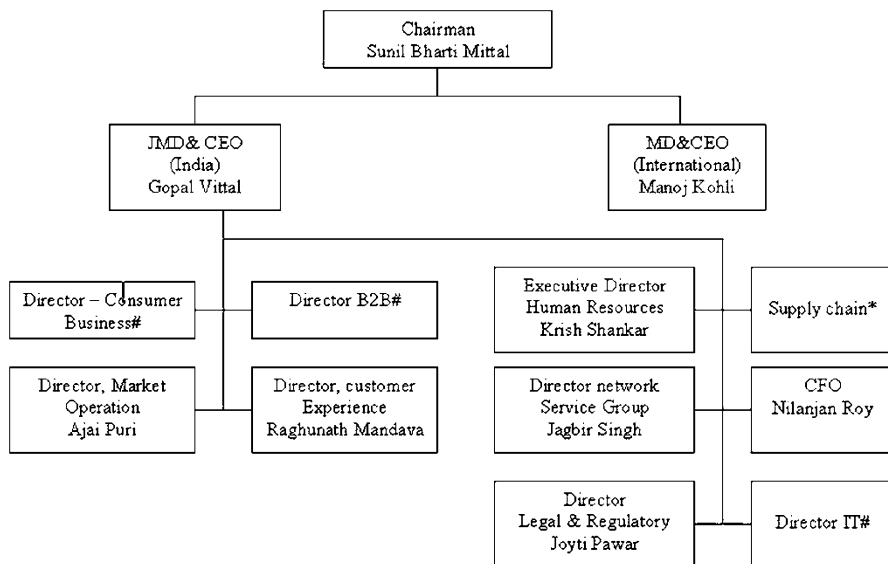 Chairman
Sunil Bharti Mittal
JMD& CEO
(India)
Gopal Vittal
MD&CEO
(International)
Manoj Kohli
Director – Consumer
Business#
Director B2B#
Executive Director
Human Resources
Krish Shankar
Supply chain*
Director, Market
Operation
Ajai Puri
Director, customer
Experience
Raghunath Mandava
Director network
Service Group
Jagbir Singh
CFO
Nilanjan Roy
Director
Legal & Regulatory
Joyti Pawar
Director IT#